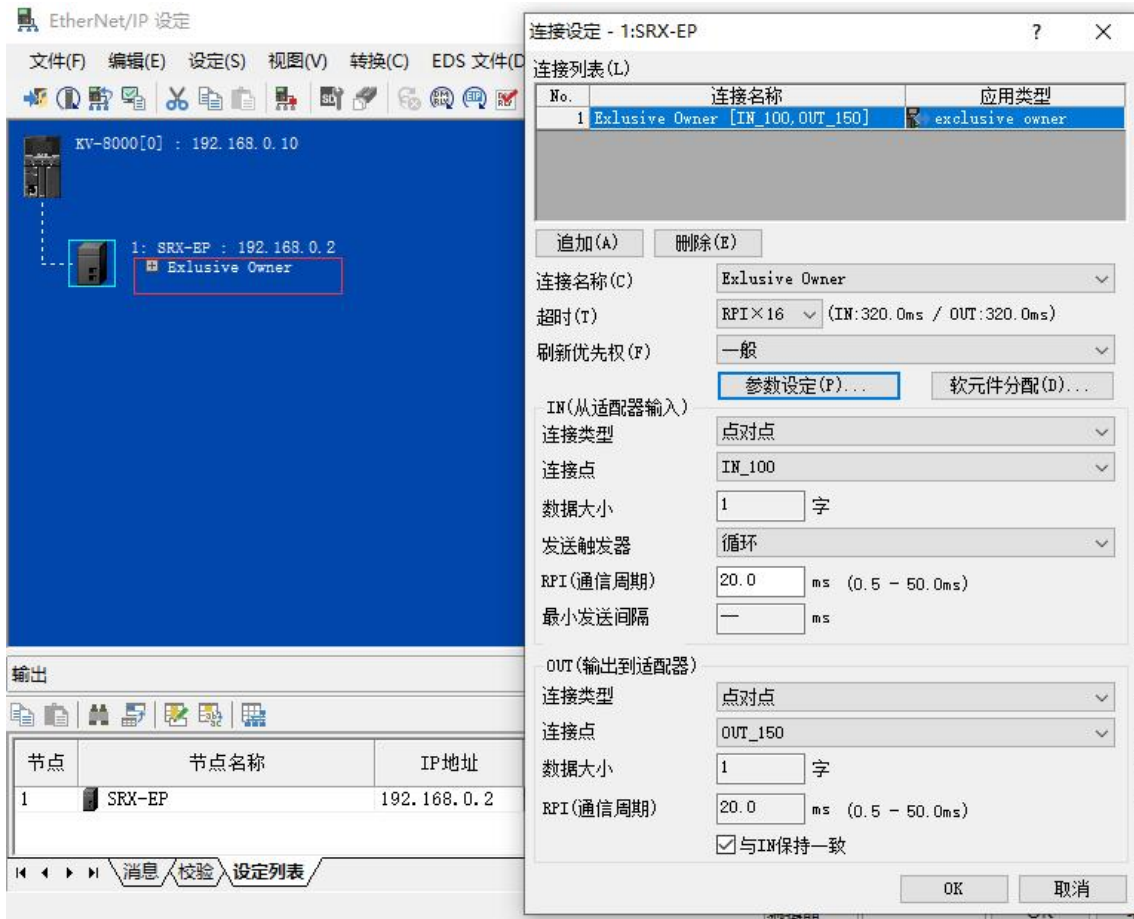 EtherNet/IP 设定
文件(F) 编辑(E) 设定(S) 视图(V) 转换(C) EDS 文件(D
KV-8000[0] : 192.168.0.10
1: SRX-EP : 192.168.0.2
Exlusive Owner
输出
节点 节点名称 IP地址
1 SRX-EP 192.168.0.2
消息 校验 设定列表
连接设定 - 1:SRX-EP
连接列表(L)
No. 连接名称 应用类型
1 Exlusive Owner [IN_100,OUT_150] exclusive owner
追加(A) 删除(E)
连接名称(C) Exlusive Owner
超时(T) RPI×16 (IN:320.0ms / OUT:320.0ms)
刷新优先权(F) 一般
参数设定(P)... 软元件分配(D)...
IN(从适配器输入)
连接类型 点对点
连接点 IN_100
数据大小 1 字
发送触发器 循环
RPI(通信周期) 20.0 ms (0.5 - 50.0ms)
最小发送间隔 — ms
OUT(输出到适配器)
连接类型 点对点
连接点 OUT_150
数据大小 1 字
RPI(通信周期) 20.0 ms (0.5 - 50.0ms)
与IN保持一致
OK 取消